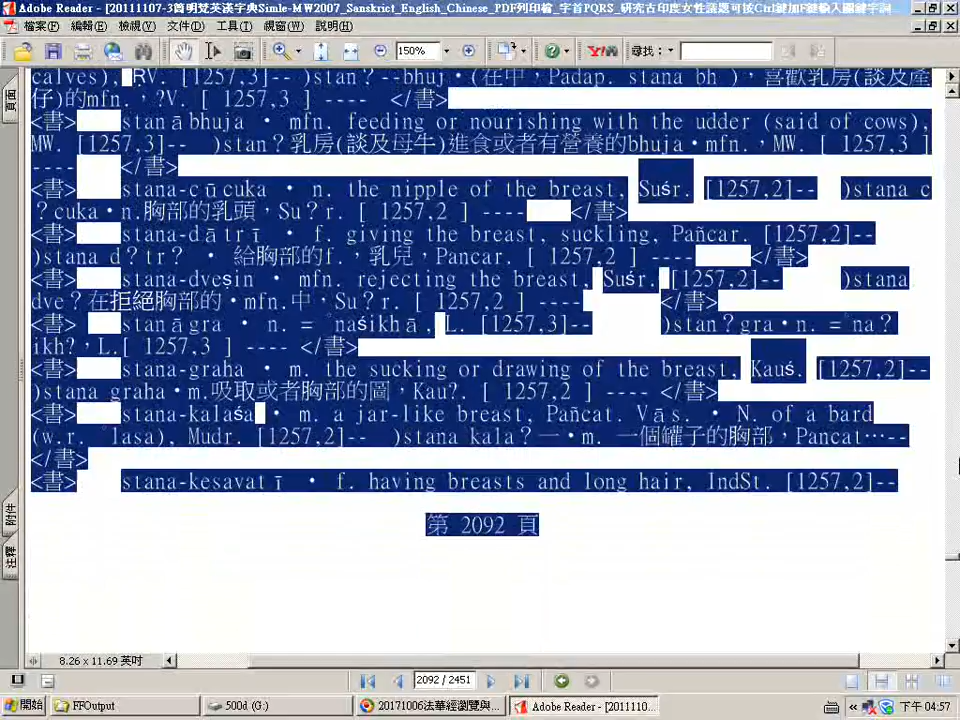 Adobe Reader - [20111107-3首明梵英漢字典Simle-MW2007_Sanskrict_English_Chinese_PDF列印檔_字首PQRS_研究古印度女性議題可按Ctrl鍵加F鍵輸入關鍵字詞
檔案(F) 編輯(E) 檢視(V) 文件(D) 工具(T) 視窗(W) 說明(H)
150% 尋找：
頁面
calves), ṚV. [1257,3]-- )stan？--bhuj・(在中，Padap. stana bh )，喜歡乳房(談及產
仔)的mfn.，?V. [ 1257,3 ] ---- </書>
<書> stanābhuja ・ mfn. feeding or nourishing with the udder (said of cows),
MW. [1257,3]-- )stan？乳房(談及母牛)進食或者有營養的bhuja・mfn.，MW. [ 1257,3 ]
---- </書>
<書> stana-cūcuka ・ n. the nipple of the breast, Suśr. [1257,2]-- )stana c
？cuka・n.胸部的乳頭，Su？r. [ 1257,2 ] ---- </書>
<書> stana-dātrī ・ f. giving the breast, suckling, Pañcar. [1257,2]--
)stana d？tr？ ・ 給胸部的f.，乳兒，Pancar. [ 1257,2 ] ---- </書>
<書> stana-dveṣin ・ mfn. rejecting the breast, Suśr. [1257,2]-- )stana
dve？在拒絕胸部的・mfn.中，Su？r. [ 1257,2 ] ---- </書>
<書> stanāgra ・ n. = ゜naśikhā, L. [1257,3]-- )stan？gra・n. =゜na？
ikh?，L.[ 1257,3 ] ---- </書>
<書> stana-graha ・ m. the sucking or drawing of the breast, Kauś. [1257,2]--
)stana graha・m.吸取或者胸部的圖，Kau?. [ 1257,2 ] ---- </書>
<書> stana-kalaśa ・ m. a jar-like breast, Pañcat. Vās. ・ N. of a bard
(w.r. ゜lasa), Mudr. [1257,2]-- )stana kala？一・m. 一個罐子的胸部，Pancat…--
</書>
<書> stana-kesavatī ・ f. having breasts and long hair, IndSt. [1257,2]--
第 2092 頁
附件
注釋
8.26 x 11.69 英吋
2092 / 2451
開始 FFOutput 500d (G:) 20171006法華經瀏覽與... Adobe Reader - [2011110... 下午 04:57